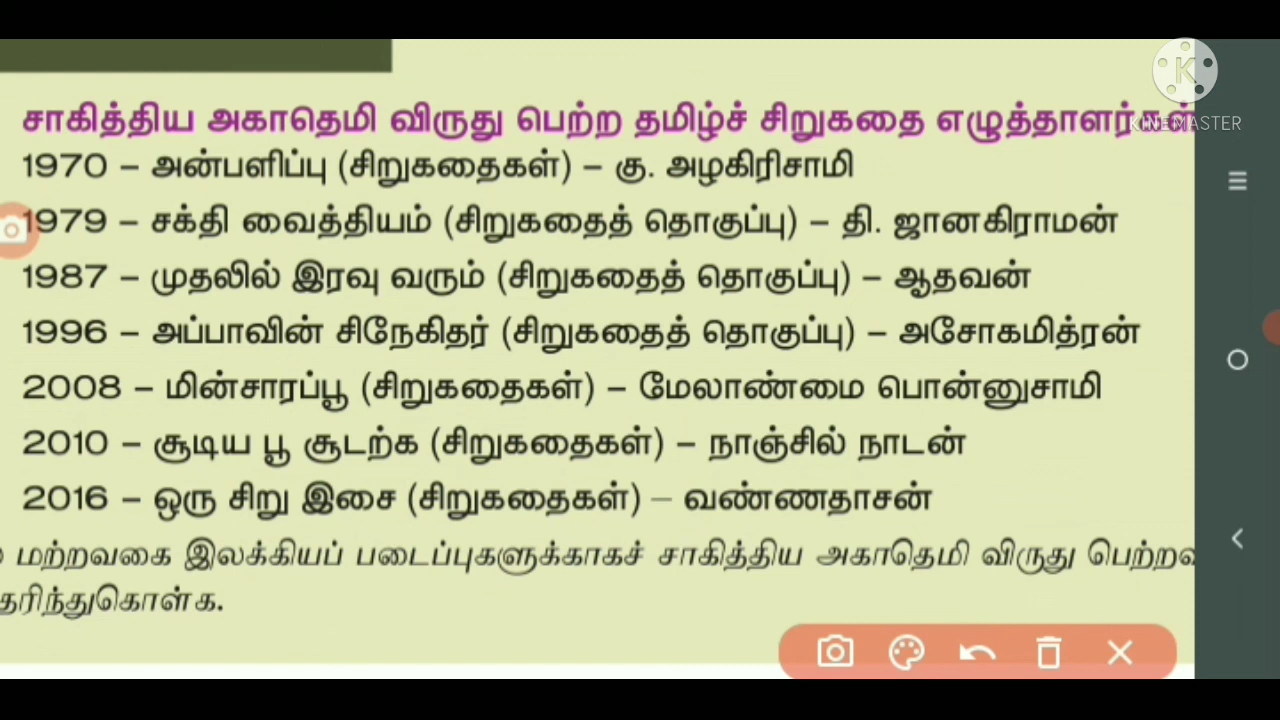 சாகித்திய அகாதெமி விருது பெற்ற தமிழ்ச் சிறுகதை
KINEMASTER
1970 – அன்பளிப்பு (சிறுகதைகள்) – கு. அழகிரிசாமி
1979 – சக்தி வைத்தியம் (சிறுகதைத் தொகுப்பு) – தி. ஜானகிராமன்
1987 – முதலில் இரவு வரும் (சிறுகதைத் தொகுப்பு) – ஆதவன்
1996 – அப்பாவின் சிநேகிதர் (சிறுகதைத் தொகுப்பு) – அசோகமித்ரன்
2008 – மின்சாரப்பூ (சிறுகதைகள்) – மேலாண்மை பொன்னுசாமி
2010 – சூடிய பூ சூடற்க (சிறுகதைகள்) – நாஞ்சில் நாடன்
2016 – ஒரு சிறு இசை (சிறுகதைகள்) – வண்ணதாசன்
மற்றவகை இலக்கியப் படைப்புகளுக்காகச் சாகித்திய அகாதெமி விருது